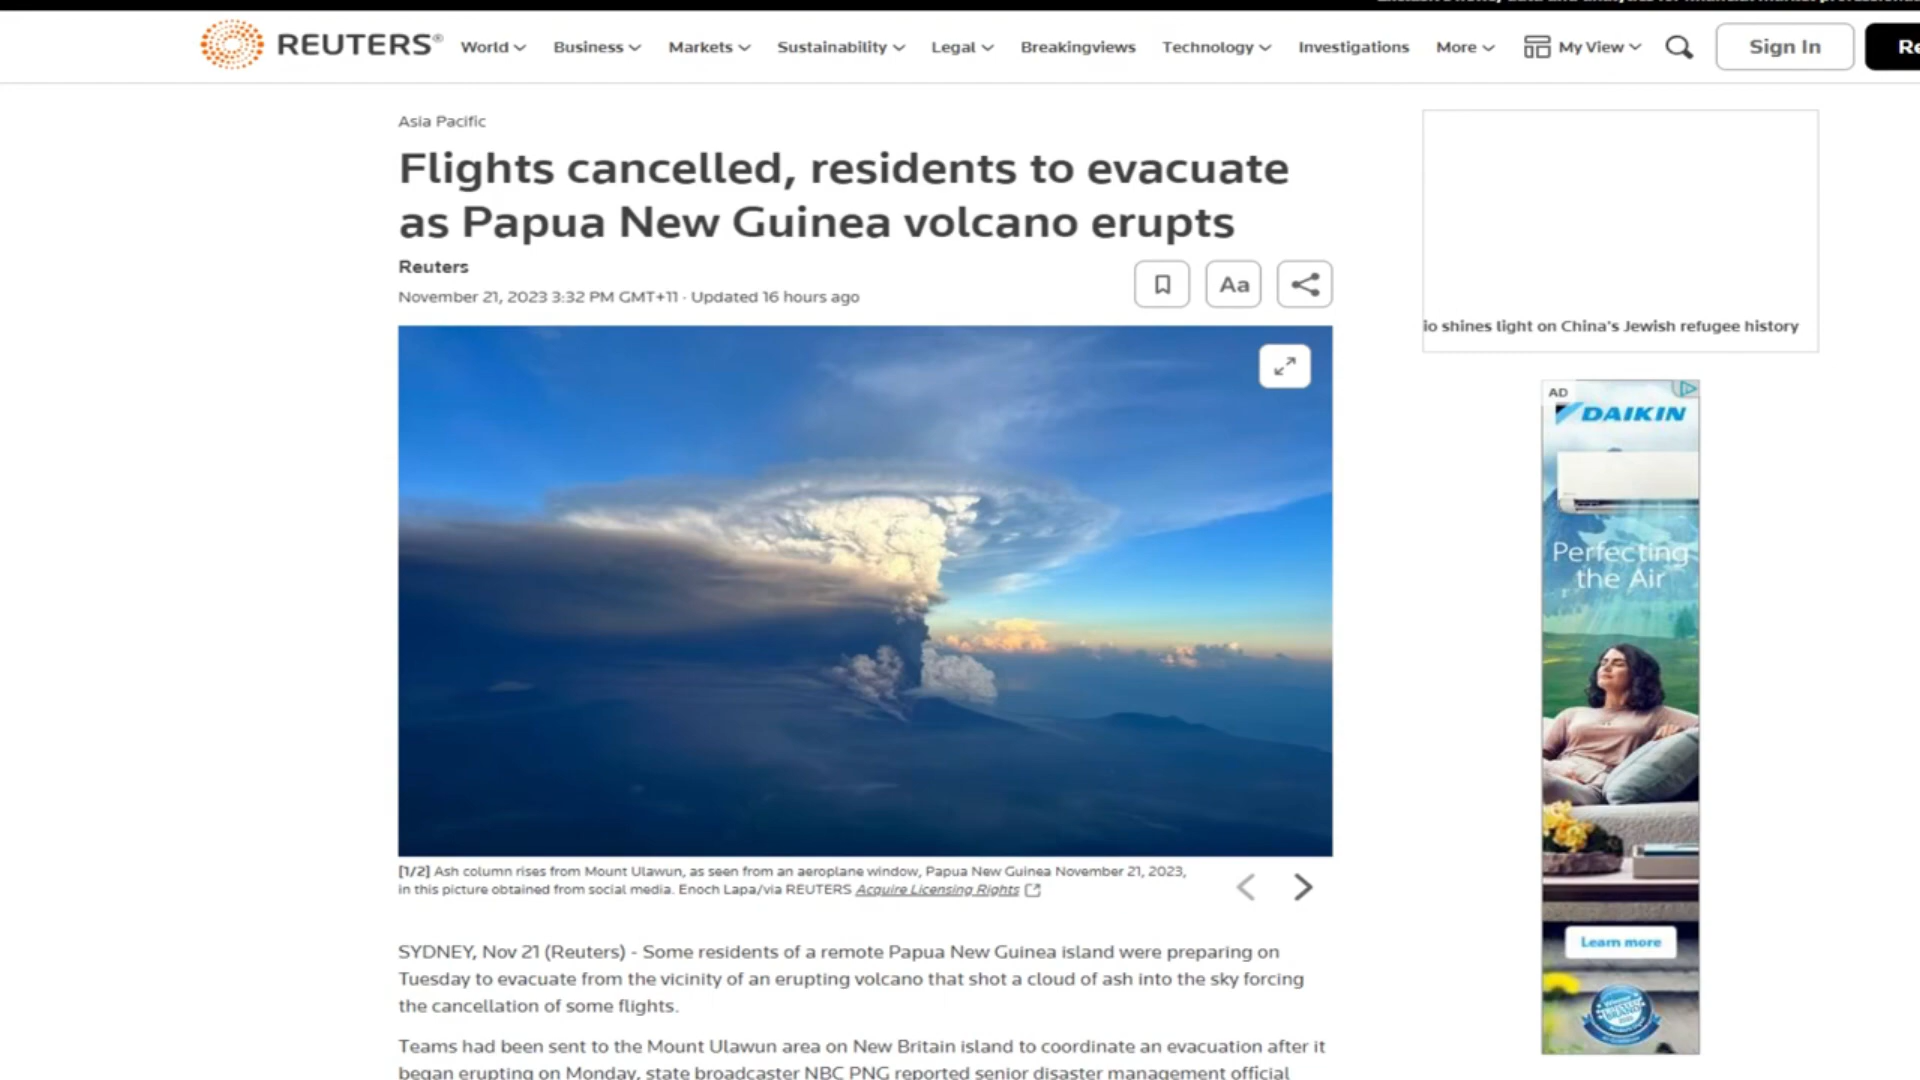 REUTERS®
World
Business
Markets
Sustainability
Legal
Breakingviews
Technology
Investigations
More
My View
Sign In
Asia Pacific
Flights cancelled, residents to evacuate
as Papua New Guinea volcano erupts
Reuters
November 21, 2023 3:32 PM GMT+11 · Updated 16 hours ago
Aa
[1/2] Ash column rises from Mount Ulawun, as seen from an aeroplane window, Papua New Guinea November 21, 2023,
in this picture obtained from social media. Enoch Lapa/via REUTERS Acquire Licensing Rights
SYDNEY, Nov 21 (Reuters) - Some residents of a remote Papua New Guinea island were preparing on
Tuesday to evacuate from the vicinity of an erupting volcano that shot a cloud of ash into the sky forcing
the cancellation of some flights.
Teams had been sent to the Mount Ulawun area on New Britain island to coordinate an evacuation after it
began erupting on Monday, state broadcaster NBC PNG reported senior disaster management official
io shines light on China's Jewish refugee history
AD
DAIKIN
Perfecting
the Air
Learn more